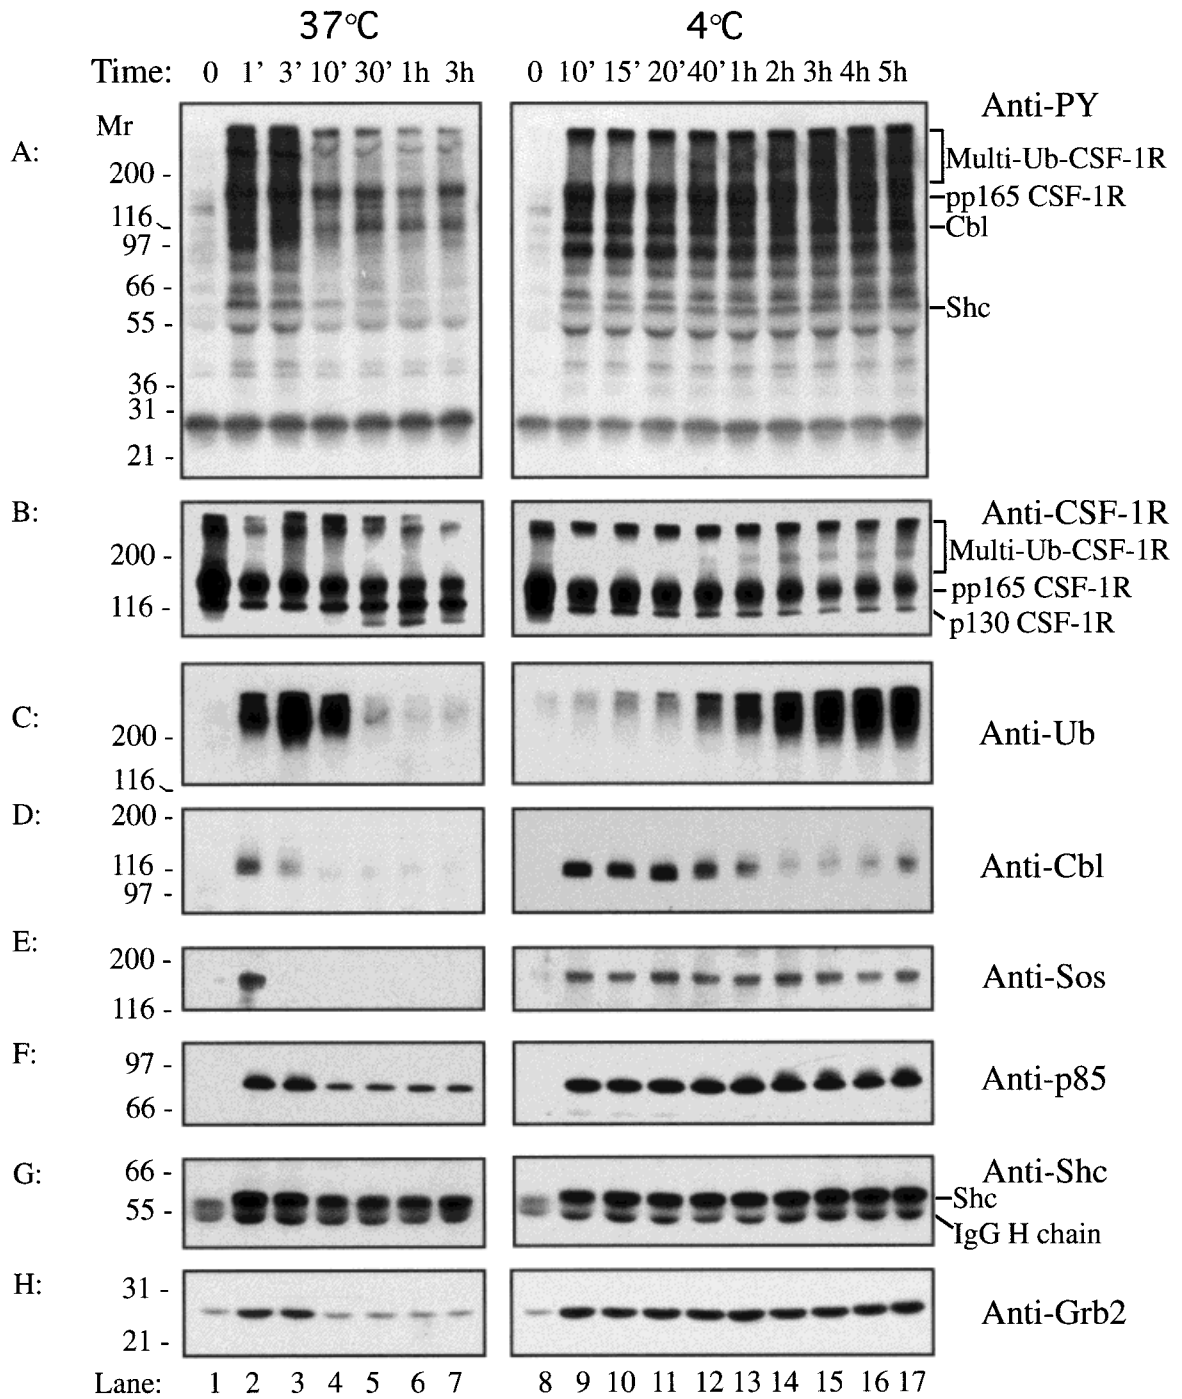 37°C 4°C
Time: 0 1' 3' 10' 30' 1h 3h 0 10' 15' 20' 40' 1h 2h 3h 4h 5h
Anti-PY
Mr
A:
Multi-Ub-CSF-1R
200 -
pp165 CSF-1R
116
Cbl
97 -
66 -
Shc
55 -
36 -
31 -
21 -
B:
Anti-CSF-1R
Multi-Ub-CSF-1R
200 -
pp165 CSF-1R
116 -
p130 CSF-1R
C:
Anti-Ub
200 -
116
D:
200 -
116 -
Anti-Cbl
97 -
E:
200 -
Anti-Sos
116 -
F:
97 -
Anti-p85
66 -
G:
66 -
Anti-Shc
Shc
55 -
IgG H chain
H:
31 -
Anti-Grb2
21 -
Lane: 1 2 3 4 5 6 7 8 9 10 11 12 13 14 15 16 17